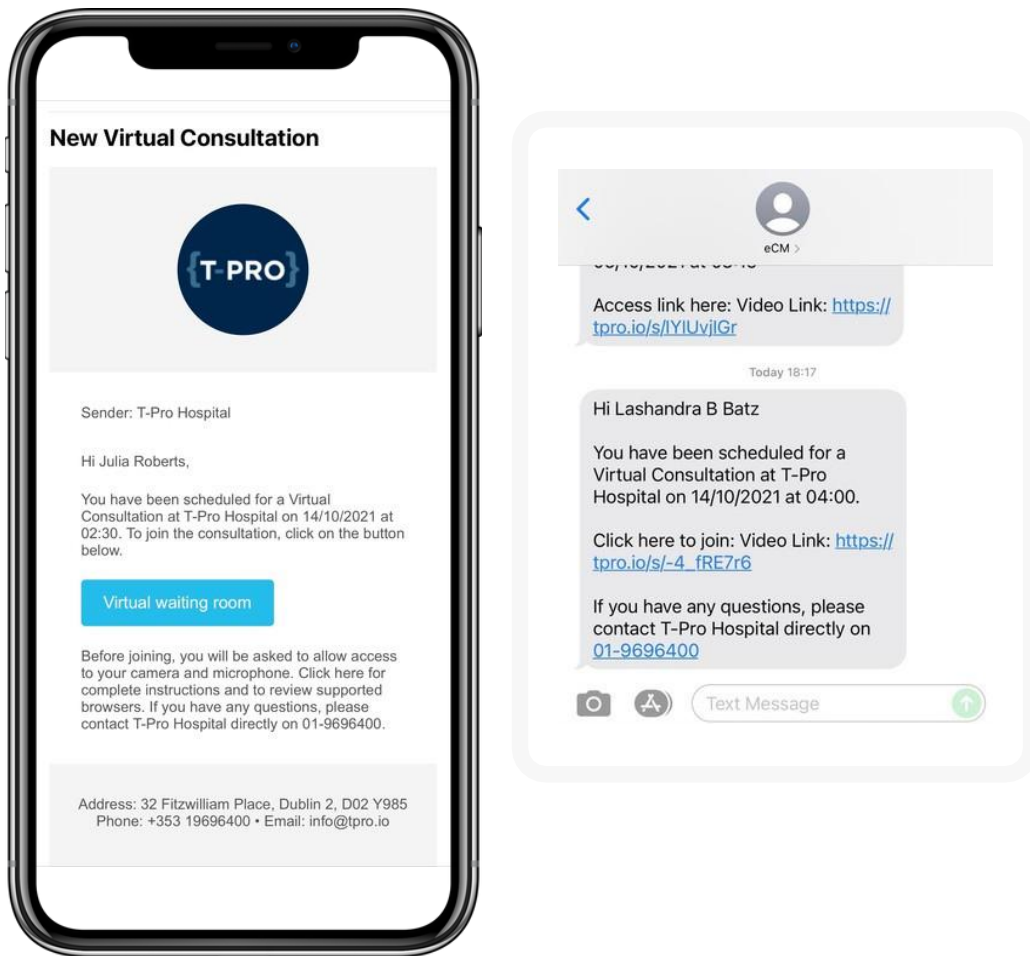 New Virtual Consultation
{T-PRO}
Sender: T-Pro Hospital
Hi Julia Roberts,
You have been scheduled for a Virtual
Consultation at T-Pro Hospital on 14/10/2021 at
02:30. To join the consultation, click on the button
below.
Virtual waiting room
Before joining, you will be asked to allow access
to your camera and microphone. Click here for
complete instructions and to review supported
browsers. If you have any questions, please
contact T-Pro Hospital directly on 01-9696400.
Address: 32 Fitzwilliam Place, Dublin 2, D02 Y985
Phone: +353 19696400 • Email: info@tpro.io
eCM >
Access link here: Video Link: https://
tpro.io/s/lYlUvjlGr
Today 18:17
Hi Lashandra B Batz
You have been scheduled for a
Virtual Consultation at T-Pro
Hospital on 14/10/2021 at 04:00.
Click here to join: Video Link: https://
tpro.io/s/-4_fRE7r6
If you have any questions, please
contact T-Pro Hospital directly on
01-9696400
Text Message